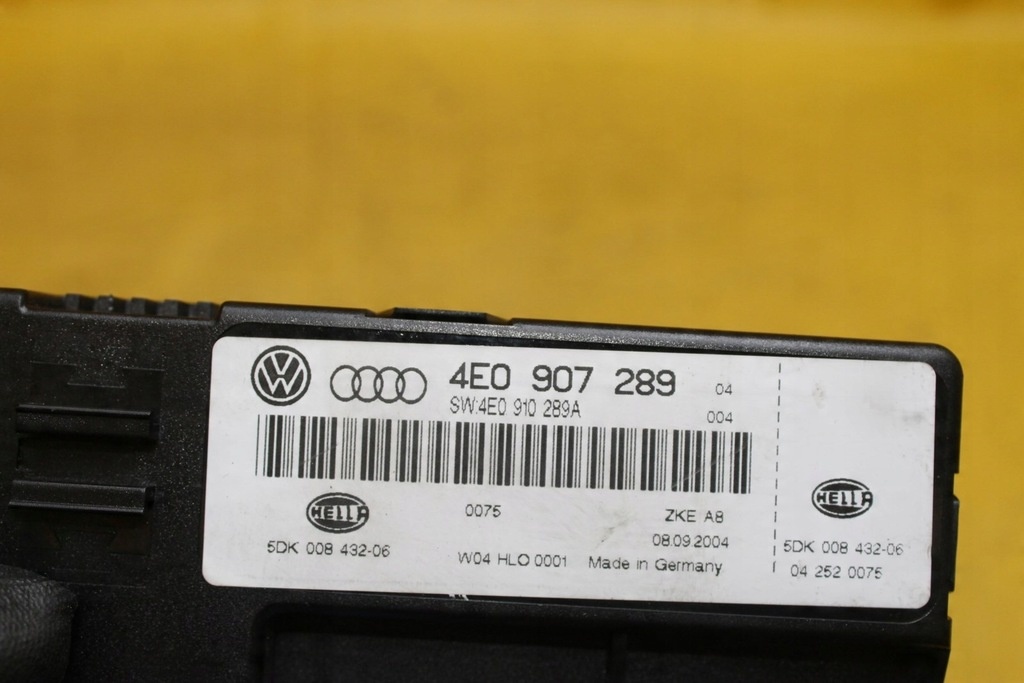 4E0 907 289 04
SW:4E0 910 289A 004
HELLA
0075
ZKE A8
08.09.2004
5DK 008 432-06
W04 HLO 0001 Made in Germany
HELLA
5DK 008 432-06
04 252 0075